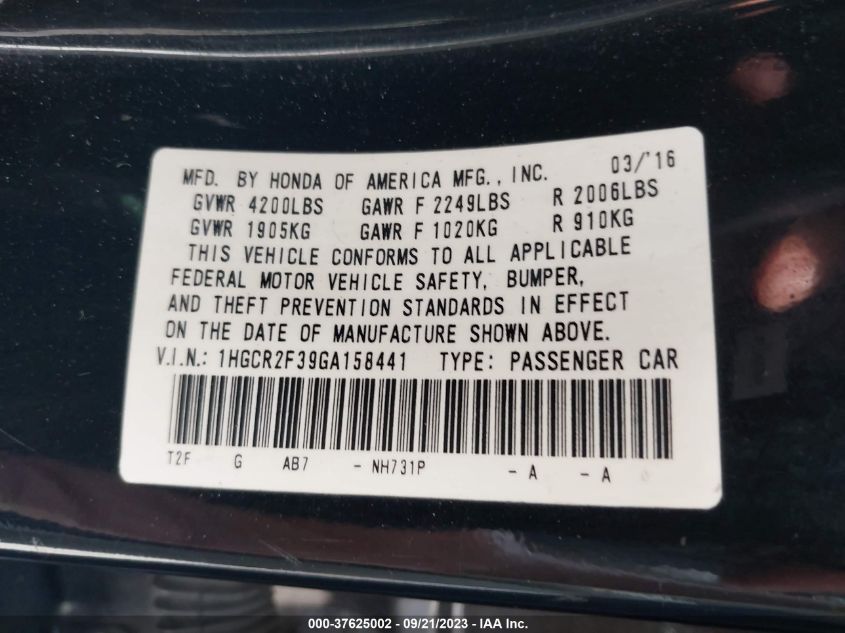 MFD. BY HONDA OF AMERICA MFG., INC. 03/'16
GVWR 4200LBS GAWR F 2249LBS R 2006LBS
GVWR 1905KG GAWR F 1020KG R 910KG
THIS VEHICLE CONFORMS TO ALL APPLICABLE
FEDERAL MOTOR VEHICLE SAFETY, BUMPER,
AND THEFT PREVENTION STANDARDS IN EFFECT
ON THE DATE OF MANUFACTURE SHOWN ABOVE.
V.I.N.: 1HGCR2F39GA158441 TYPE: PASSENGER CAR
T2F G AB7 - NH731P - A - A
000-37625002 - 09/21/2023 - IAA Inc.